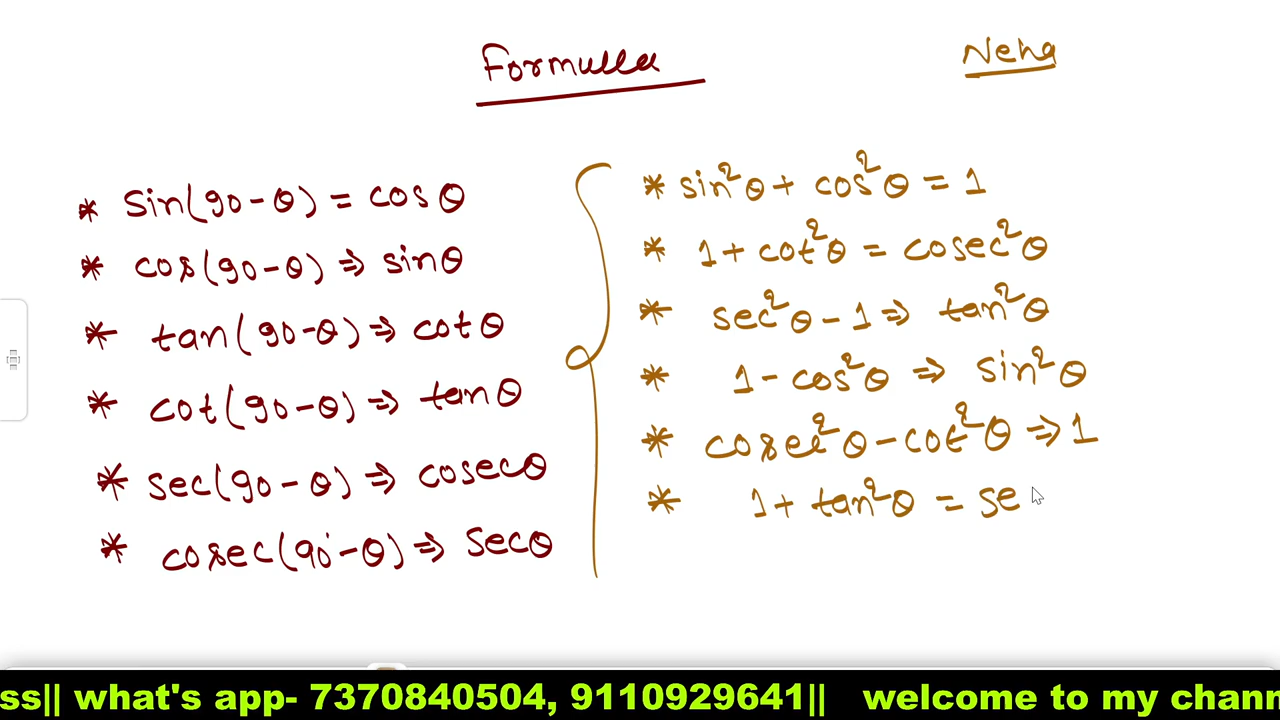 Formulla
Neha
* sin(90-θ) = cos θ
* cos(90-θ) ⇒ sinθ
* tan(90-θ) ⇒ cotθ
* cot(90-θ) ⇒ tanθ
* sec(90-θ) ⇒ cosecθ
* cosec(90°-θ) ⇒ secθ
* sin²θ + cos²θ = 1
* 1 + cot²θ = cosec²θ
* sec²θ - 1 ⇒ tan²θ
* 1 - cos²θ ⇒ sin²θ
* cosec²θ - cot²θ ⇒ 1
* 1 + tan²θ = se
ss|| what's app- 7370840504, 9110929641|| welcome to my chann